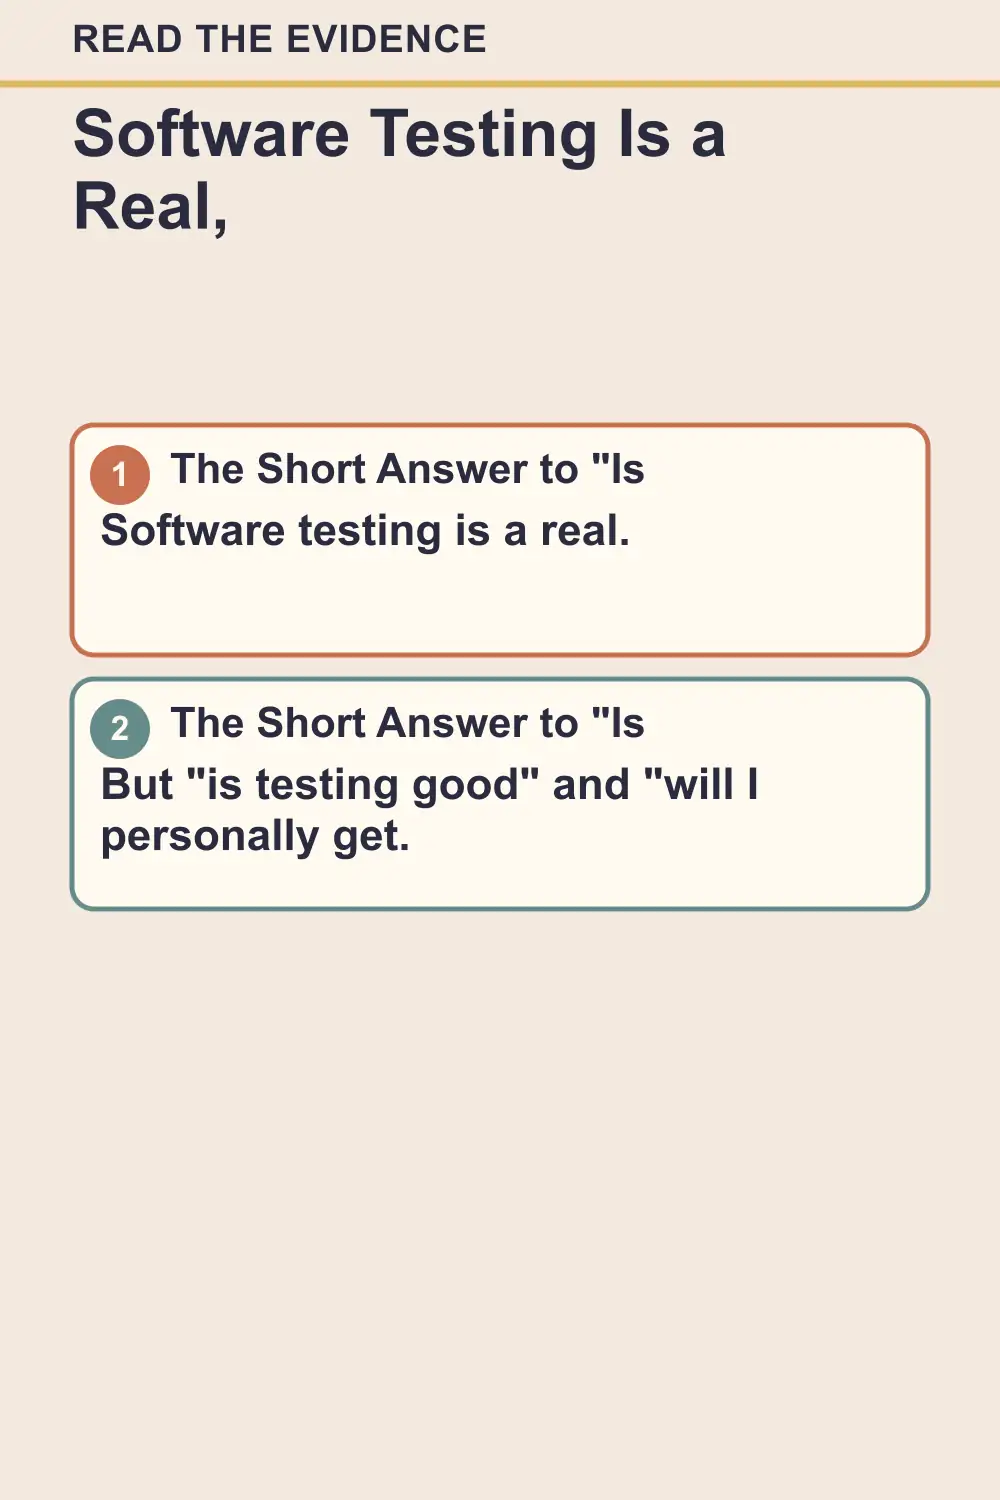 READ THE EVIDENCE
Software Testing Is a
Real,
1 The Short Answer to "Is
Software testing is a real.
2 The Short Answer to "Is
But "is testing good" and "will I
personally get.